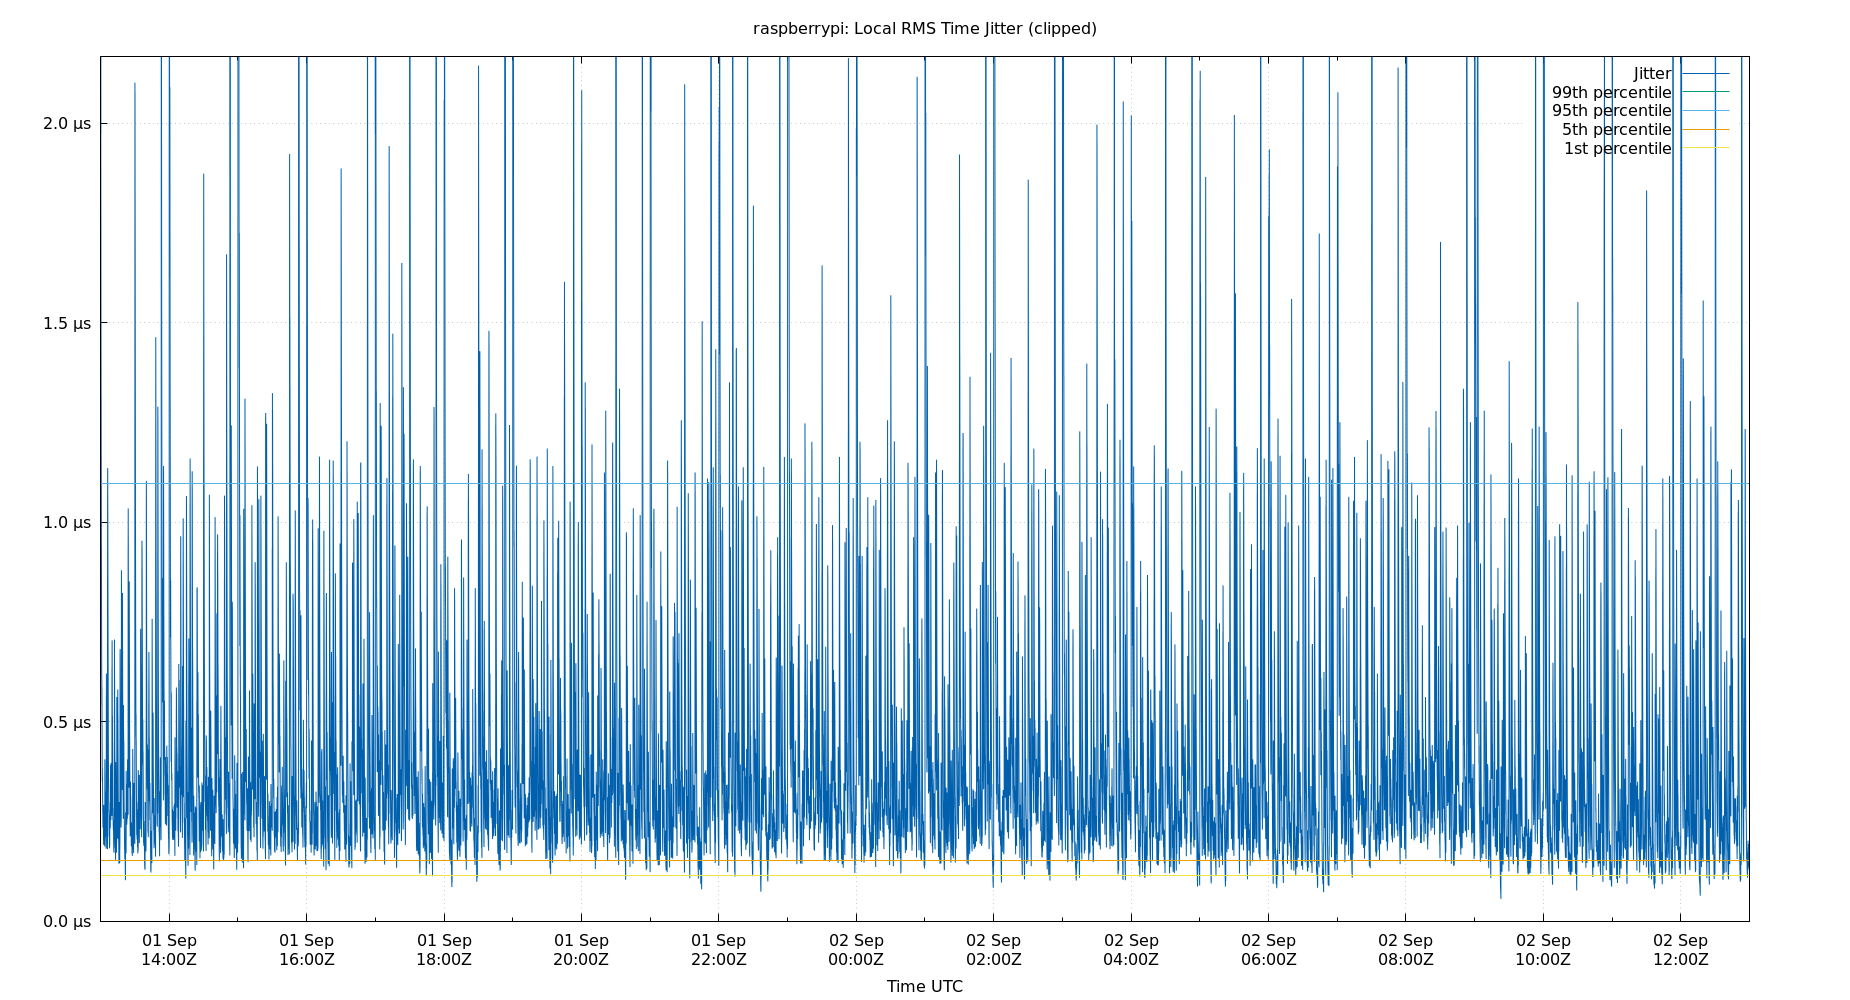 raspberrypi: Local RMS Time Jitter (clipped)
Jitter
99th percentile
95th percentile
5th percentile
1st percentile
2.0 µs
1.5 µs
1.0 µs
0.5 µs
0.0 µs
01 Sep 01 Sep 01 Sep 01 Sep 01 Sep 02 Sep 02 Sep 02 Sep 02 Sep 02 Sep 02 Sep 02 Sep
14:00Z 16:00Z 18:00Z 20:00Z 22:00Z 00:00Z 02:00Z 04:00Z 06:00Z 08:00Z 10:00Z 12:00Z
Time UTC